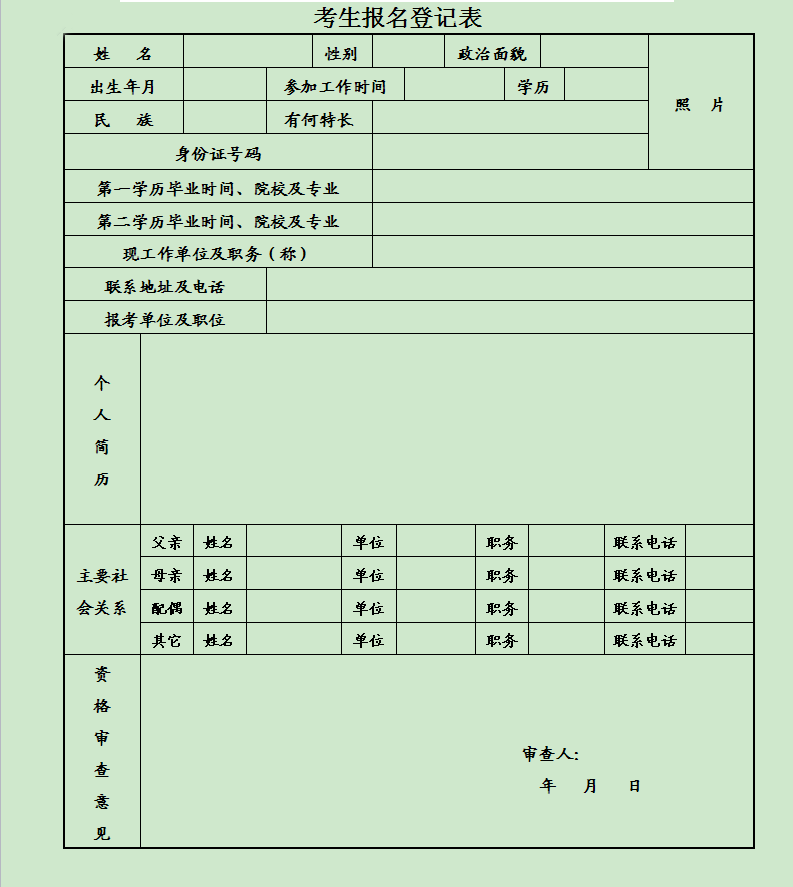 考生报名登记表
姓 名 性别 政治面貌
照 片
出生年月 参加工作时间 学历
民 族 有何特长
身份证号码
第一学历毕业时间、院校及专业
第二学历毕业时间、院校及专业
现工作单位及职务（称）
联系地址及电话
报考单位及职位
个
人
简
历
主要社
会关系
父亲 姓名 单位 职务 联系电话
母亲 姓名 单位 职务 联系电话
配偶 姓名 单位 职务 联系电话
其它 姓名 单位 职务 联系电话
资
格
审
查
意
见
审查人:
年 月 日